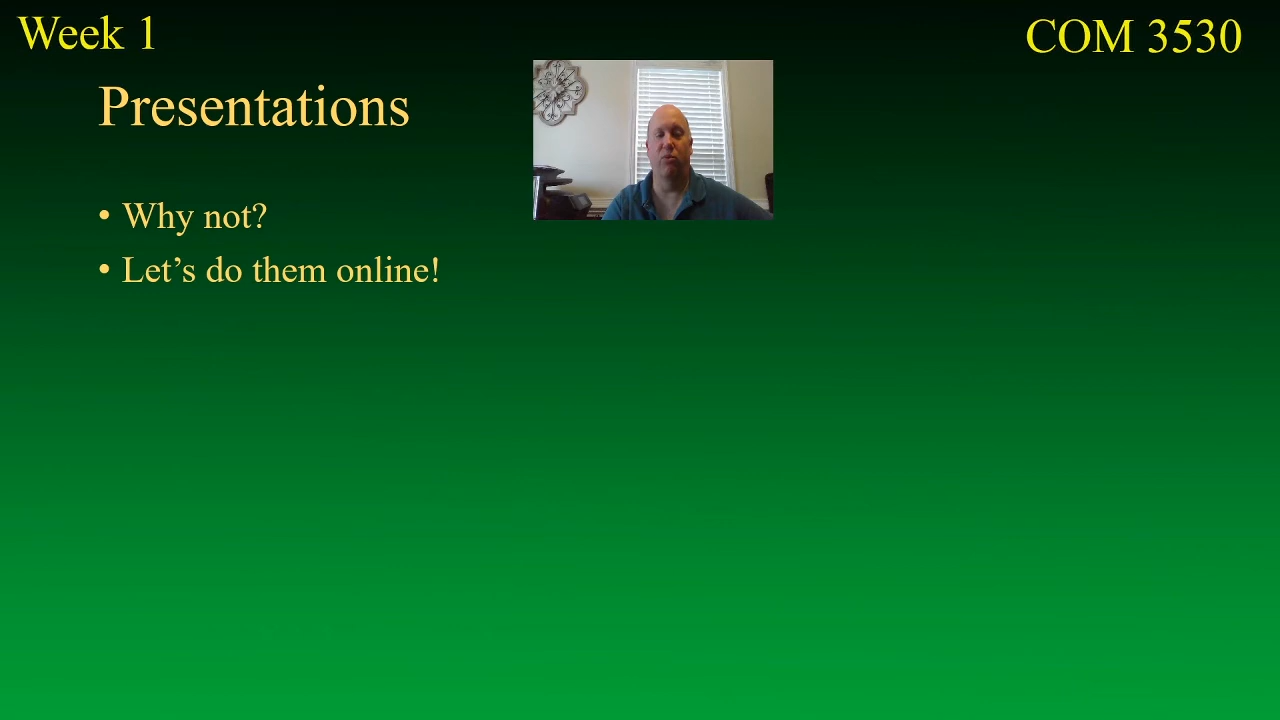 Week 1
COM 3530
Presentations
• Why not?
• Let’s do them online!